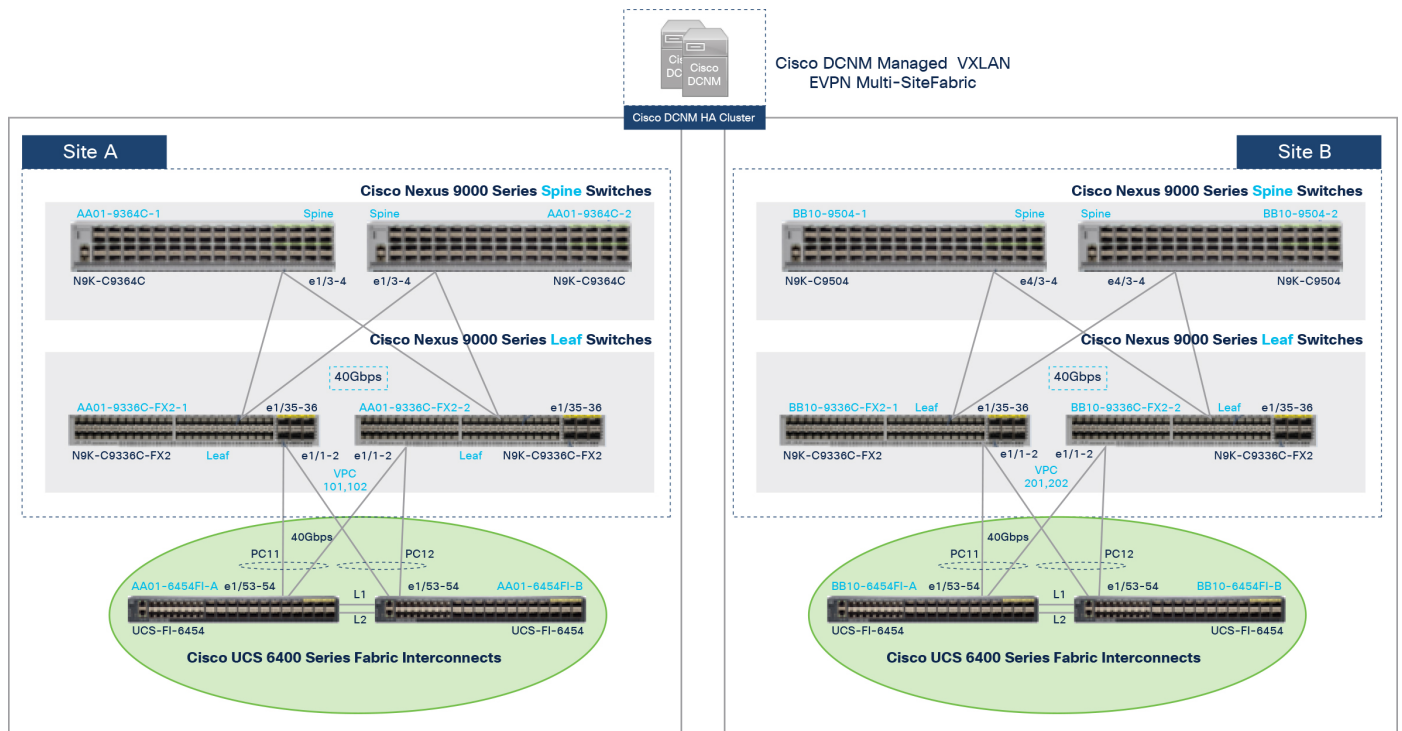 Cisco
DC
Cisco
DCNM
Cisco DCNM Managed VXLAN
EVPN Multi-SiteFabric
Cisco DCNM HA Cluster
Site A
Cisco Nexus 9000 Series Spine Switches
AA01-9364C-1 Spine Spine AA01-9364C-2
N9K-C9364C e1/3-4 e1/3-4 N9K-C9364C
Cisco Nexus 9000 Series Leaf Switches
40Gbps
AA01-9336C-FX2-1 e1/35-36 AA01-9336C-FX2-2 e1/35-36
N9K-C9336C-FX2 Leaf e1/1-2 e1/1-2 Leaf N9K-C9336C-FX2
VPC
101,102
40Gbps
PC11 PC12
AA01-6454FI-A e1/53-54 e1/53-54 AA01-6454FI-B
L1
L2
UCS-FI-6454 UCS-FI-6454
Cisco UCS 6400 Series Fabric Interconnects
Site B
Cisco Nexus 9000 Series Spine Switches
BB10-9504-1 Spine Spine BB10-9504-2
N9K-C9504 e4/3-4 e4/3-4 N9K-C9504
Cisco Nexus 9000 Series Leaf Switches
40Gbps
BB10-9336C-FX2-1 Leaf e1/35-36 BB10-9336C-FX2-2 Leaf e1/35-36
N9K-C9336C-FX2 e1/1-2 e1/1-2 N9K-C9336C-FX2
VPC
201,202
40Gbps
PC11 PC12
BB10-6454FI-A e1/53-54 e1/53-54 BB10-6454FI-B
L1
L2
UCS-FI-6454 UCS-FI-6454
Cisco UCS 6400 Series Fabric Interconnects